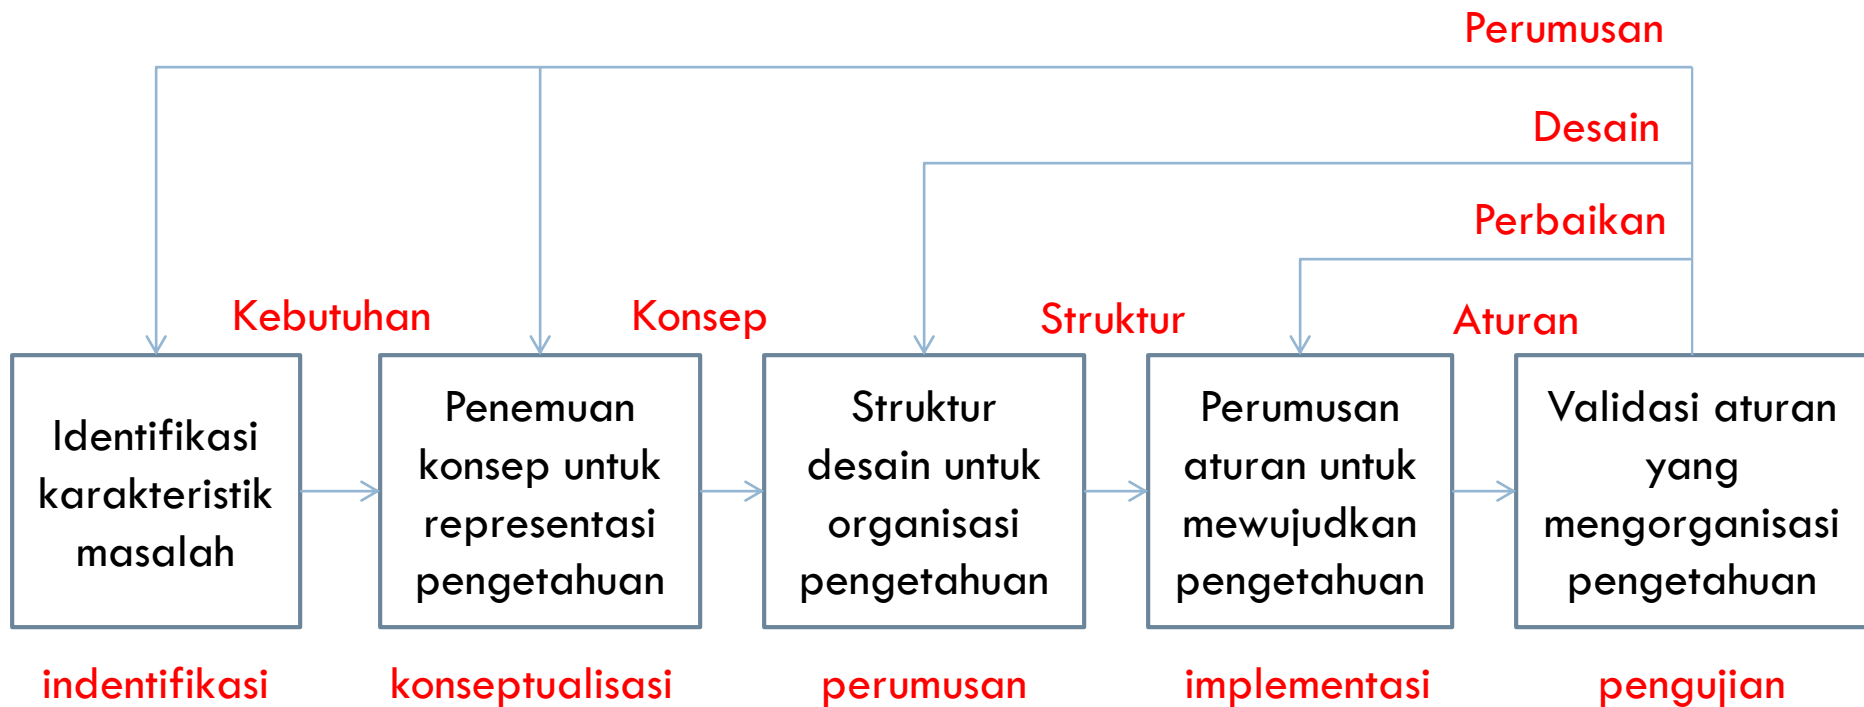 Perumusan
Desain
Perbaikan
Kebutuhan
Konsep
Struktur
Aturan
Identifikasi
karakteristik
masalah
Penemuan
konsep untuk
representasi
pengetahuan
Struktur
desain untuk
organisasi
pengetahuan
Perumusan
aturan untuk
mewujudkan
pengetahuan
Validasi aturan
yang
mengorganisasi
pengetahuan
indentifikasi
konseptualisasi
perumusan
implementasi
pengujian